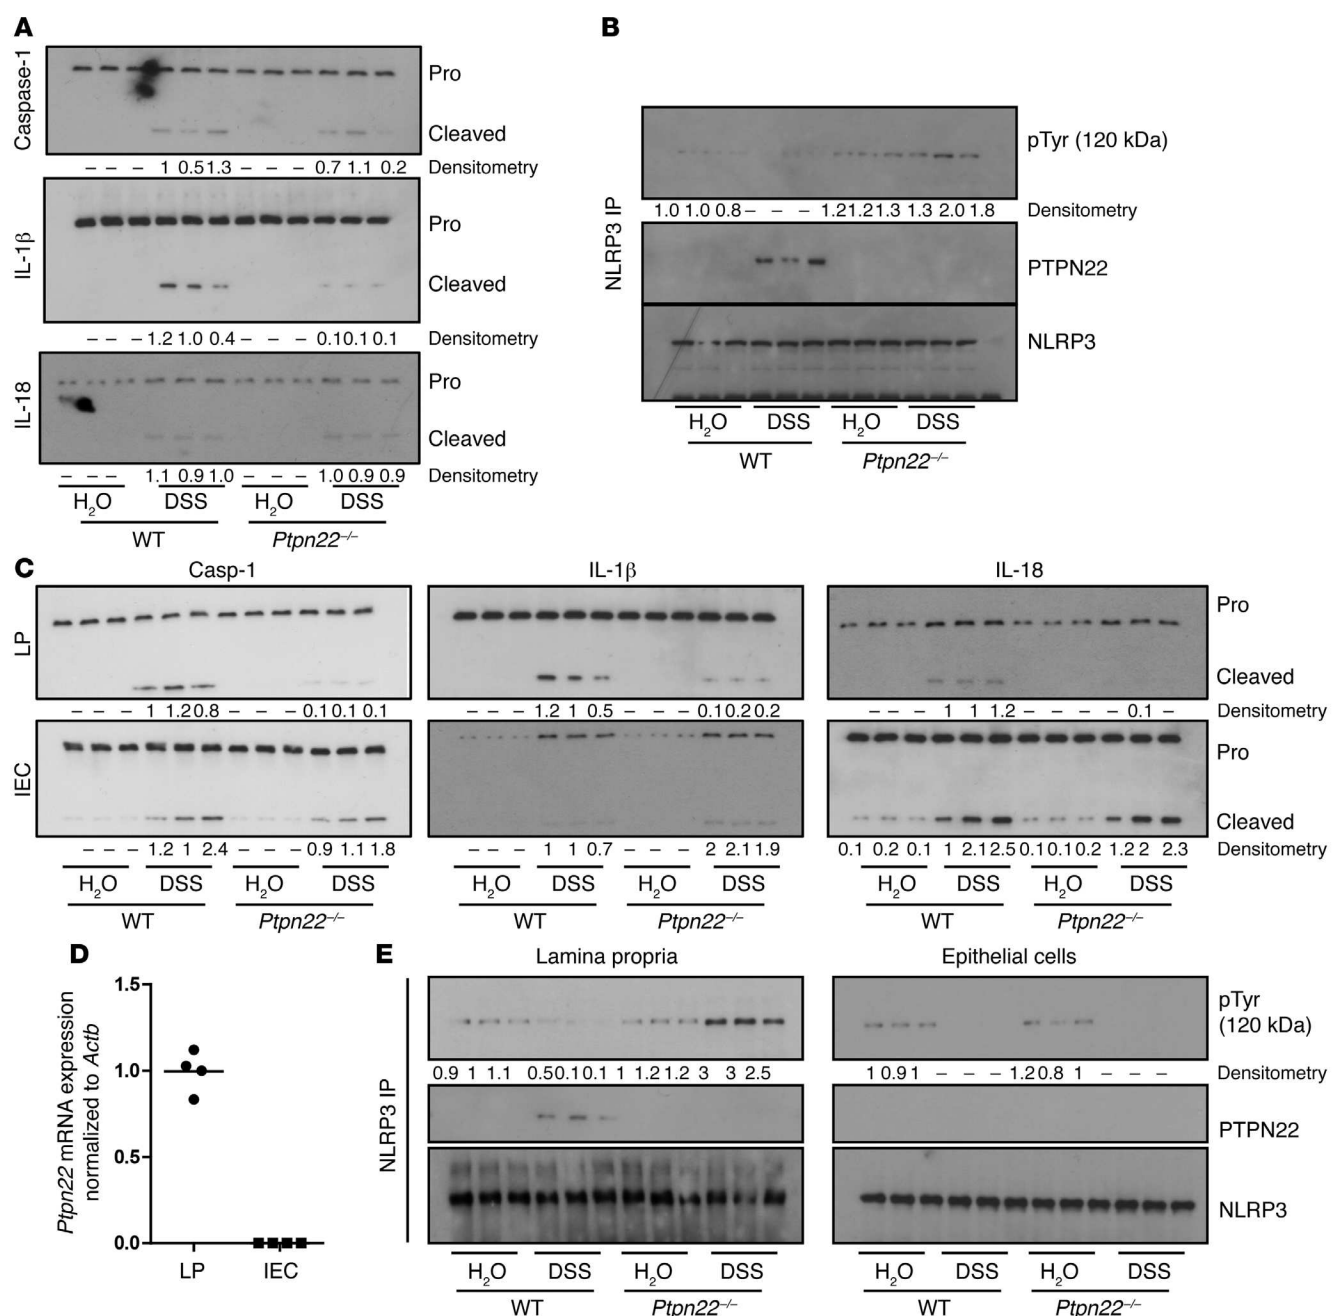 A
Caspase-1
Pro
Cleaved
– – – 1 0.5 1.3 – – – 0.7 1.1 0.2 Densitometry
IL-1β
Pro
Cleaved
– – – 1.2 1.0 0.4 – – – 0.1 0.1 0.1 Densitometry
IL-18
Pro
Cleaved
– – – 1.1 0.9 1.0 – – – 1.0 0.9 0.9 Densitometry
H₂O DSS H₂O DSS
WT Ptpn22⁻/⁻
B
NLRP3 IP
pTyr (120 kDa)
1.0 1.0 0.8 – – – 1.2 1.2 1.3 1.3 2.0 1.8 Densitometry
PTPN22
NLRP3
H₂O DSS H₂O DSS
WT Ptpn22⁻/⁻
C
Casp-1 IL-1β IL-18
LP
Pro
Cleaved
– – – 1 1.2 0.8 – – – 0.1 0.1 0.1 – – – 1.2 1 0.5 – – – 0.1 0.2 0.2 – – – 1 1 1.2 – – – – 0.1 – Densitometry
IEC
Pro
Cleaved
– – – 1.2 1 2.4 – – – 0.9 1.1 1.8 – – – 1 1 0.7 – – – 2 2.1 1.9 0.1 0.2 0.1 1 2.1 2.5 0.1 0.1 0.2 1.2 2 2.3 Densitometry
H₂O DSS H₂O DSS H₂O DSS H₂O DSS H₂O DSS H₂O DSS
WT Ptpn22⁻/⁻ WT Ptpn22⁻/⁻ WT Ptpn22⁻/⁻
D
Ptpn22 mRNA expression
normalized to Actb
1.5
1.0
0.5
0.0
LP IEC
E
Lamina propria Epithelial cells
NLRP3 IP
pTyr
(120 kDa)
0.9 1 1.1 0.5 0.1 0.1 1 1.2 1.2 3 3 2.5 1 0.9 1 – – – 1.2 0.8 1 – – – Densitometry
PTPN22
NLRP3
H₂O DSS H₂O DSS H₂O DSS H₂O DSS
WT Ptpn22⁻/⁻ WT Ptpn22⁻/⁻